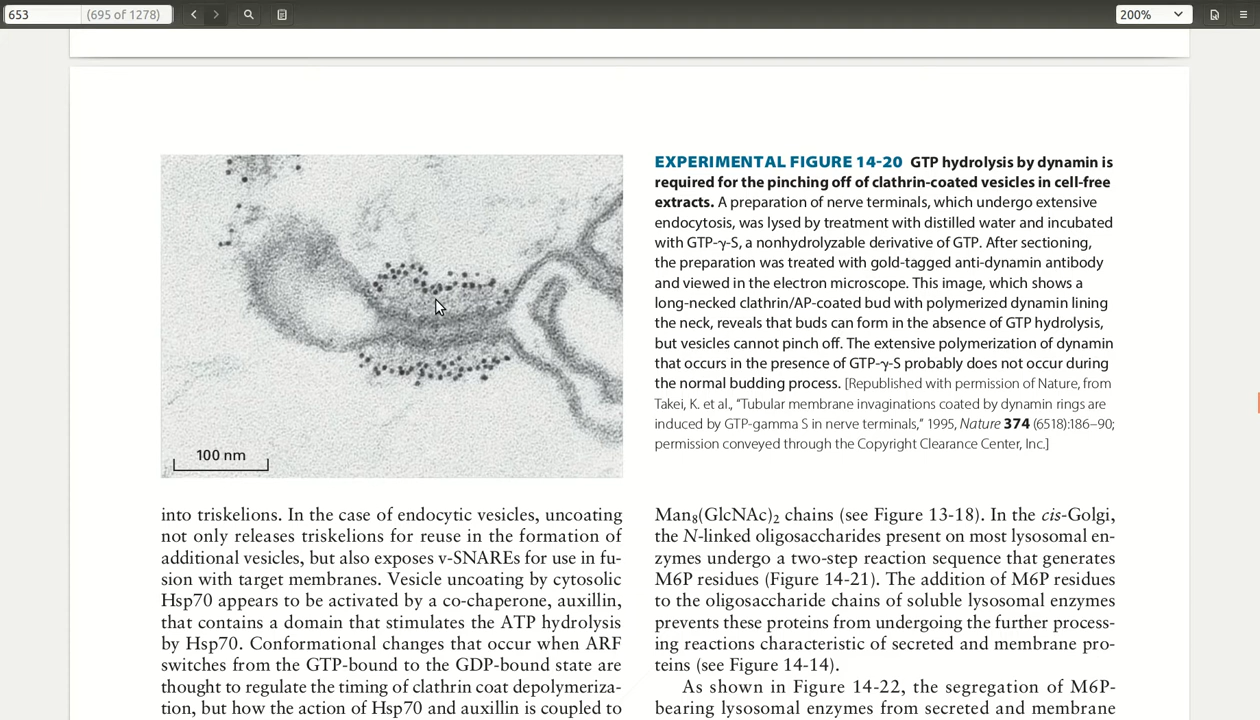 653
(695 of 1278)
200%
EXPERIMENTAL FIGURE 14-20 GTP hydrolysis by dynamin is
required for the pinching off of clathrin-coated vesicles in cell-free
extracts. A preparation of nerve terminals, which undergo extensive
endocytosis, was lysed by treatment with distilled water and incubated
with GTP-γ-S, a nonhydrolyzable derivative of GTP. After sectioning,
the preparation was treated with gold-tagged anti-dynamin antibody
and viewed in the electron microscope. This image, which shows a
long-necked clathrin/AP-coated bud with polymerized dynamin lining
the neck, reveals that buds can form in the absence of GTP hydrolysis,
but vesicles cannot pinch off. The extensive polymerization of dynamin
that occurs in the presence of GTP-γ-S probably does not occur during
the normal budding process. [Republished with permission of Nature, from
Takei, K. et al., “Tubular membrane invaginations coated by dynamin rings are
induced by GTP-gamma S in nerve terminals,” 1995, Nature 374 (6518):186–90;
permission conveyed through the Copyright Clearance Center, Inc.]
100 nm
into triskelions. In the case of endocytic vesicles, uncoating
not only releases triskelions for reuse in the formation of
additional vesicles, but also exposes v-SNAREs for use in fu-
sion with target membranes. Vesicle uncoating by cytosolic
Hsp70 appears to be activated by a co-chaperone, auxillin,
that contains a domain that stimulates the ATP hydrolysis
by Hsp70. Conformational changes that occur when ARF
switches from the GTP-bound to the GDP-bound state are
thought to regulate the timing of clathrin coat depolymeriza-
tion, but how the action of Hsp70 and auxillin is coupled to
Man₈(GlcNAc)₂ chains (see Figure 13-18). In the cis-Golgi,
the N-linked oligosaccharides present on most lysosomal en-
zymes undergo a two-step reaction sequence that generates
M6P residues (Figure 14-21). The addition of M6P residues
to the oligosaccharide chains of soluble lysosomal enzymes
prevents these proteins from undergoing the further process-
ing reactions characteristic of secreted and membrane pro-
teins (see Figure 14-14).
As shown in Figure 14-22, the segregation of M6P-
bearing lysosomal enzymes from secreted and membrane